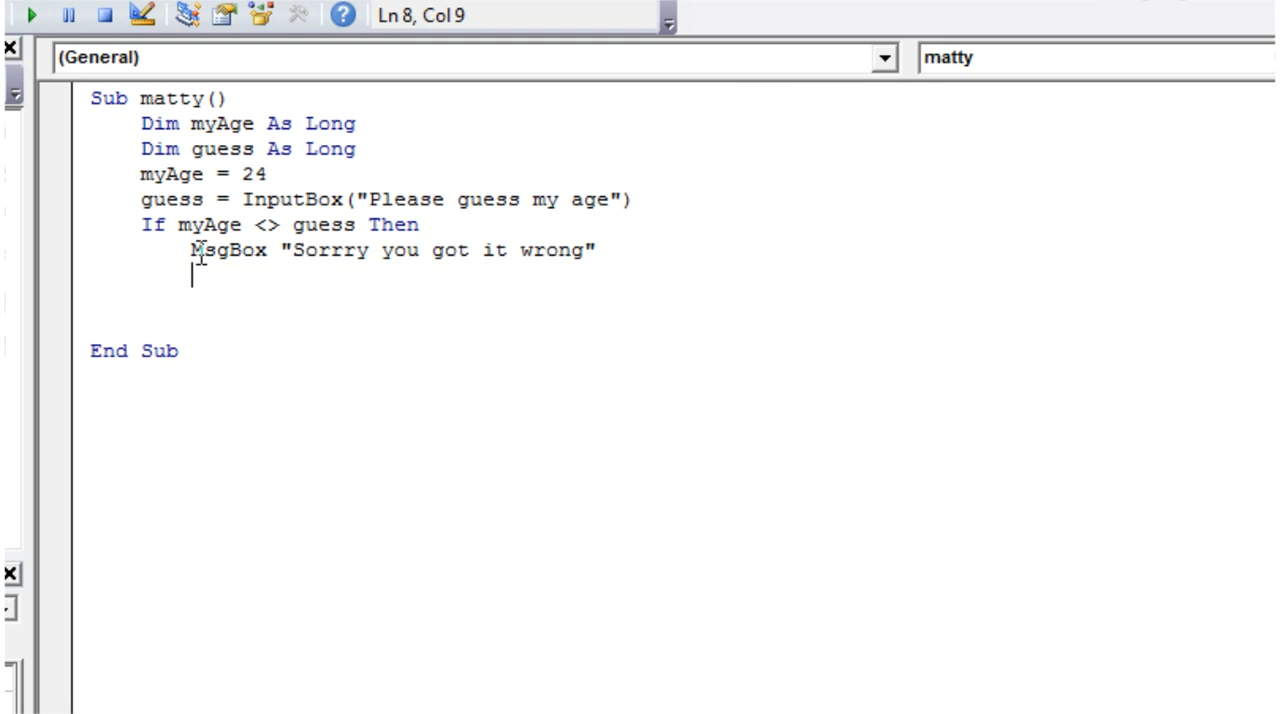 Ln 8, Col 9
(General)
matty
Sub matty()
    Dim myAge As Long
    Dim guess As Long
    myAge = 24
    guess = InputBox("Please guess my age")
    If myAge <> guess Then
        MsgBox "Sorrry you got it wrong"
End Sub